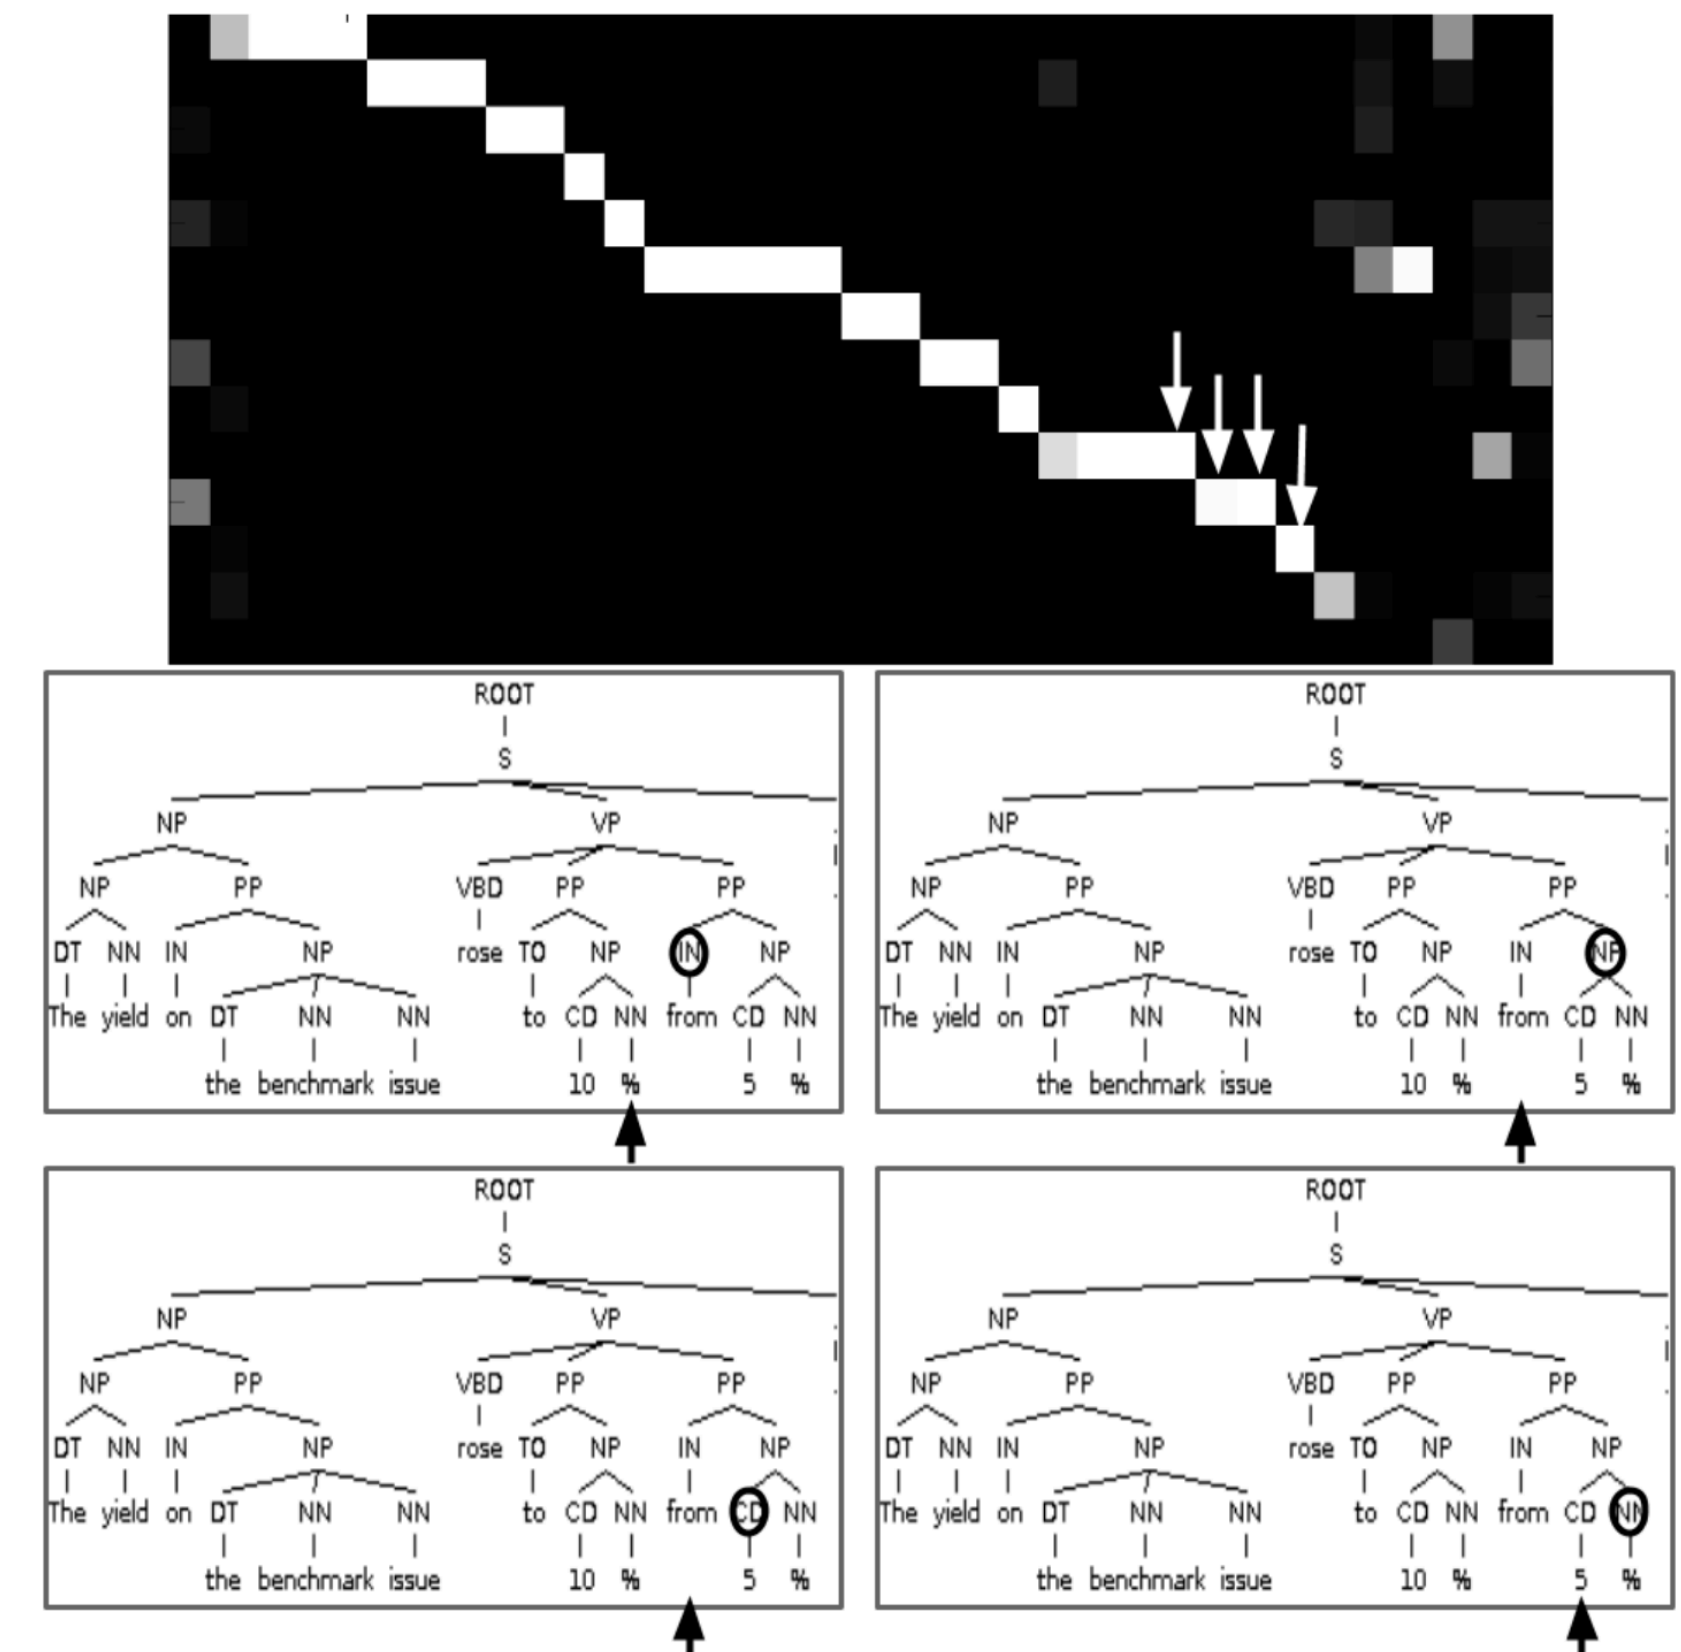 ROOT
S
NP VP .
NP PP VBD PP PP .
DT NN IN NP rose TO NP IN NP
The yield on DT NN NN to CD NN from CD NN
the benchmark issue 10 % 5 %
ROOT
S
NP VP .
NP PP VBD PP PP .
DT NN IN NP rose TO NP IN NP
The yield on DT NN NN to CD NN from CD NN
the benchmark issue 10 % 5 %
ROOT
S
NP VP .
NP PP VBD PP PP .
DT NN IN NP rose TO NP IN NP
The yield on DT NN NN to CD NN from CD NN
the benchmark issue 10 % 5 %
ROOT
S
NP VP .
NP PP VBD PP PP .
DT NN IN NP rose TO NP IN NP
The yield on DT NN NN to CD NN from CD NN
the benchmark issue 10 % 5 %